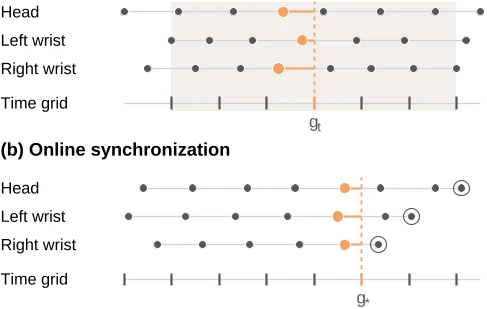 Head
Left wrist
Right wrist
Time grid
gt
(b) Online synchronization
Head
Left wrist
Right wrist
Time grid
g*